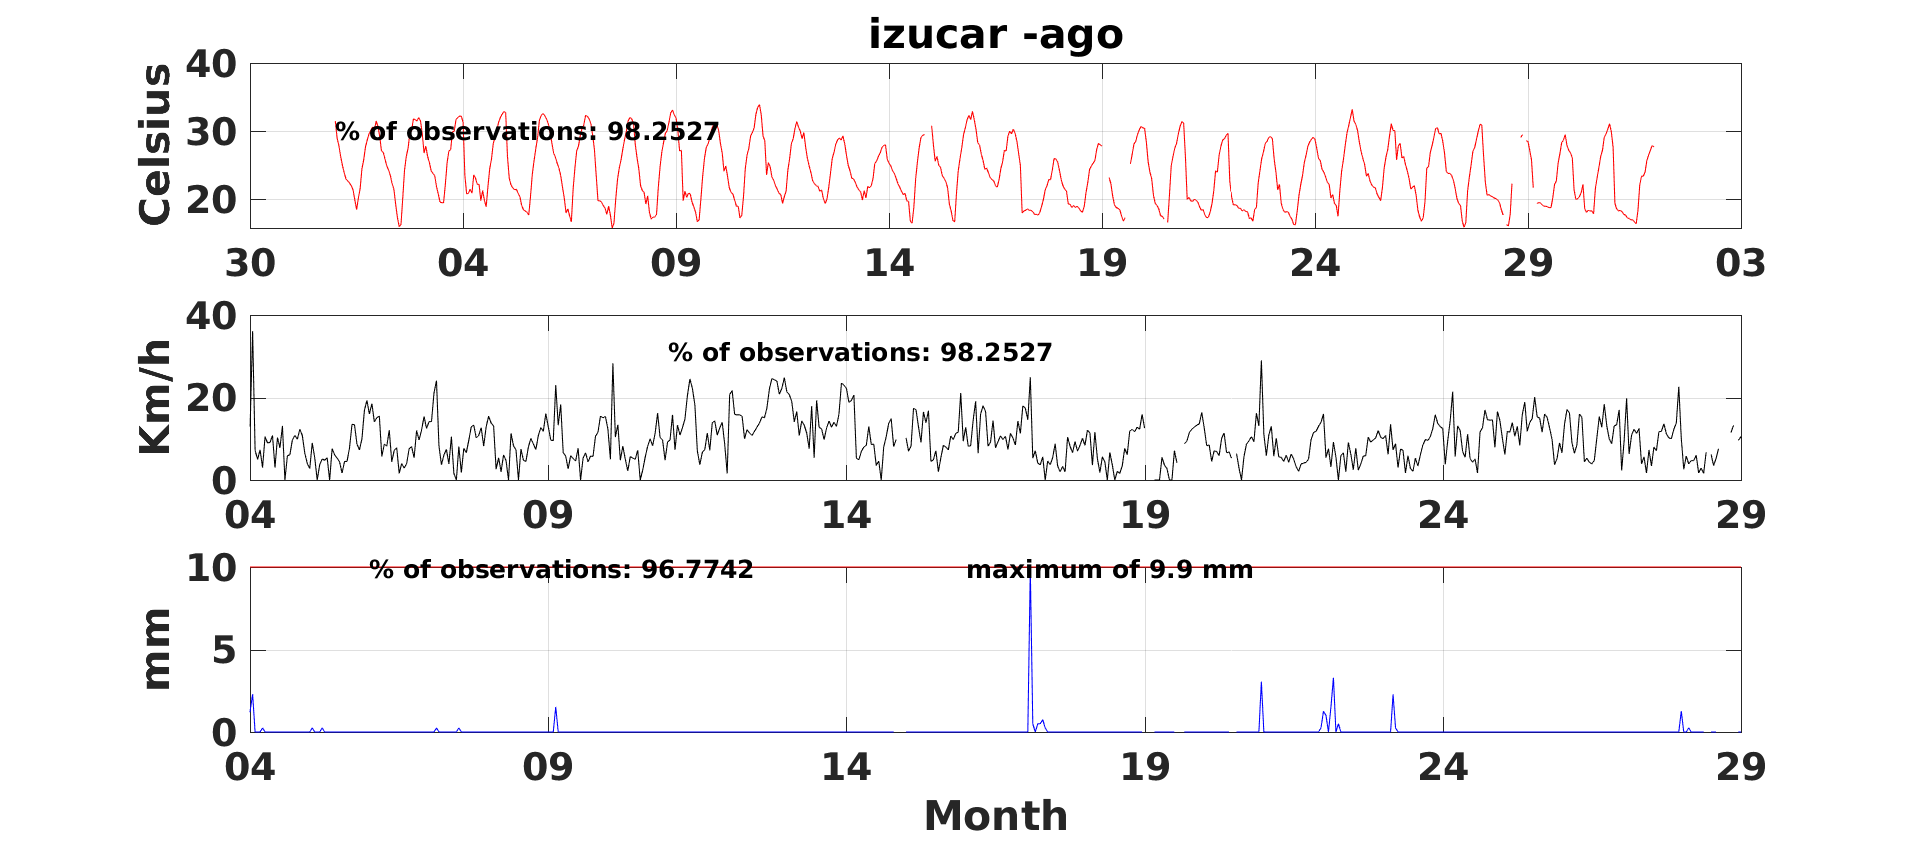 izucar -ago
Celsius
40
30
20
% of observations: 98.2527
30 04 09 14 19 24 29 03
Km/h
40
20
0
% of observations: 98.2527
04 09 14 19 24 29
mm
10
5
0
% of observations: 96.7742 maximum of 9.9 mm
04 09 14 19 24 29
Month